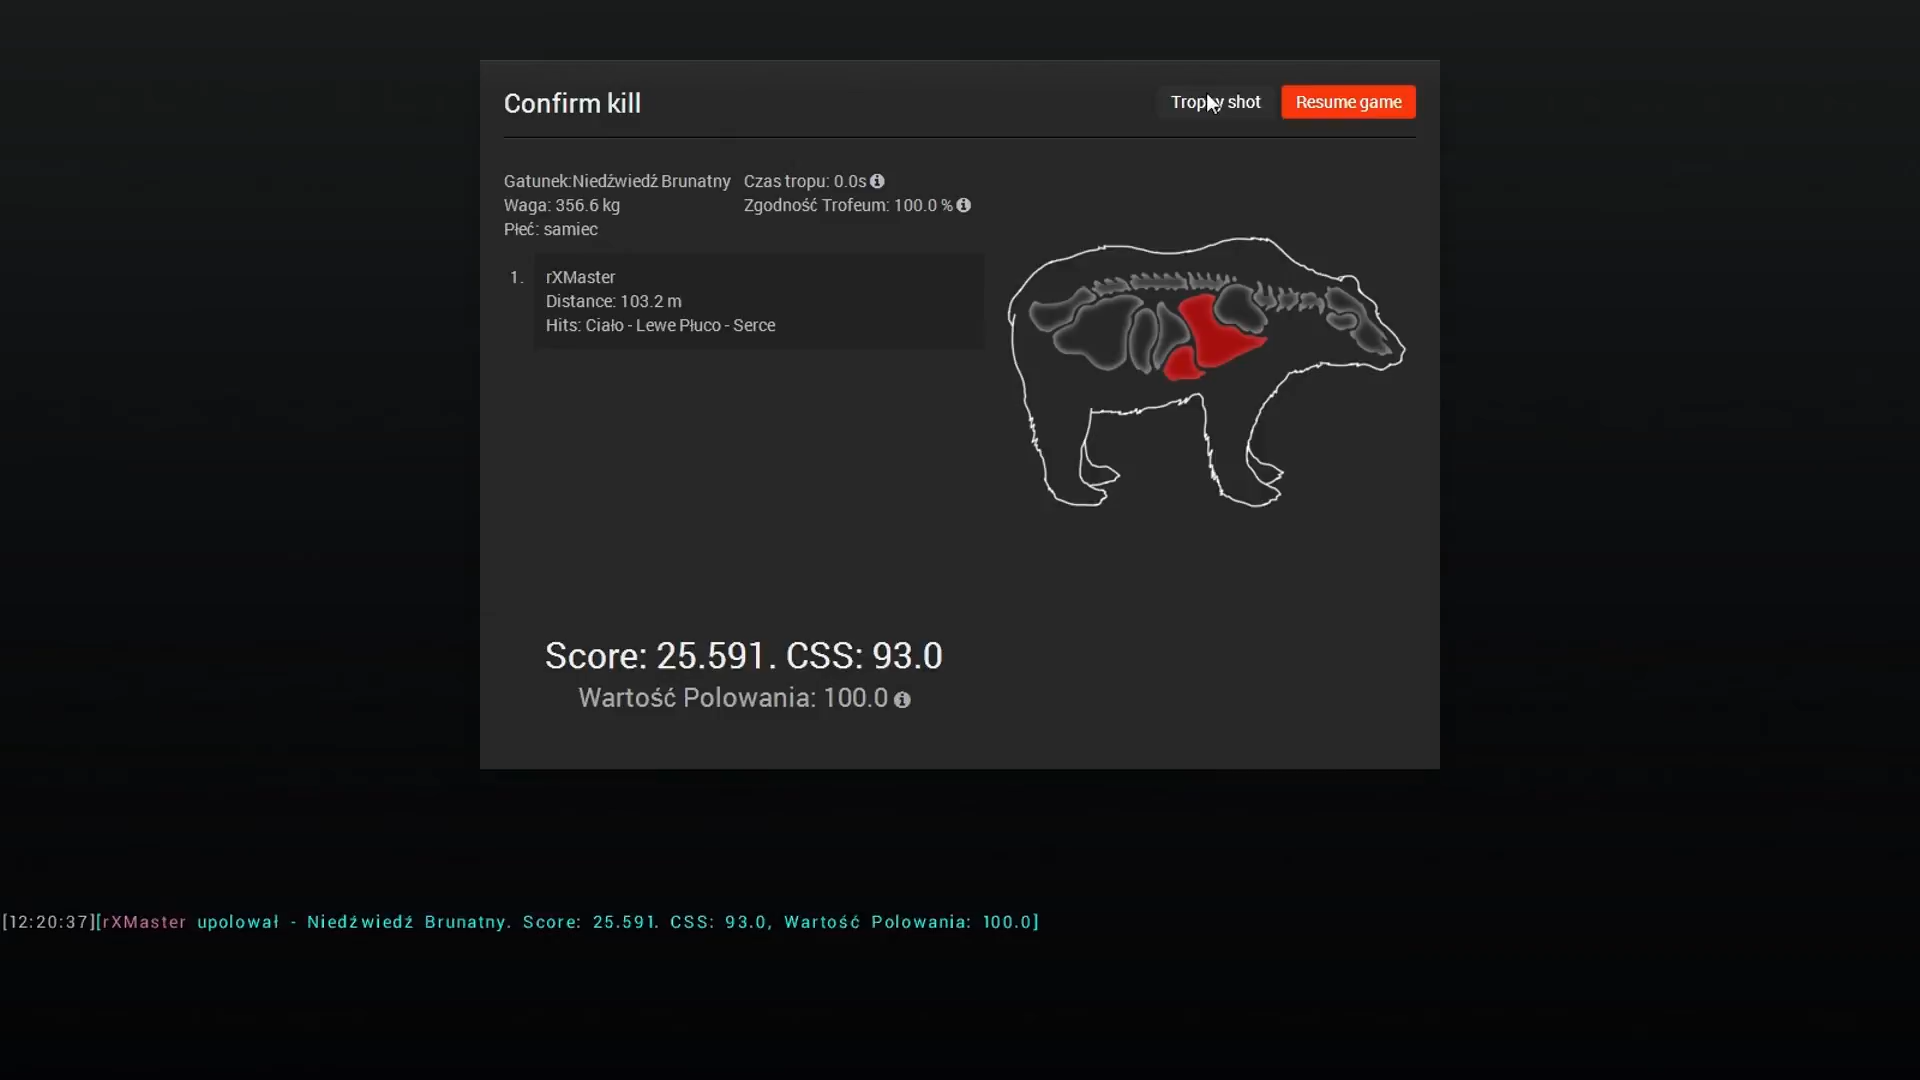 Confirm kill
Trophy shot
Resume game
Gatunek:Niedźwiedź Brunatny
Czas tropu: 0.0s
Waga: 356.6 kg
Zgodność Trofeum: 100.0 %
Płeć: samiec
1.
rXMaster
Distance: 103.2 m
Hits: Ciało - Lewe Płuco - Serce
Score: 25.591. CSS: 93.0
Wartość Polowania: 100.0
[12:20:37][rXMaster upolował - Niedźwiedź Brunatny. Score: 25.591. CSS: 93.0, Wartość Polowania: 100.0]